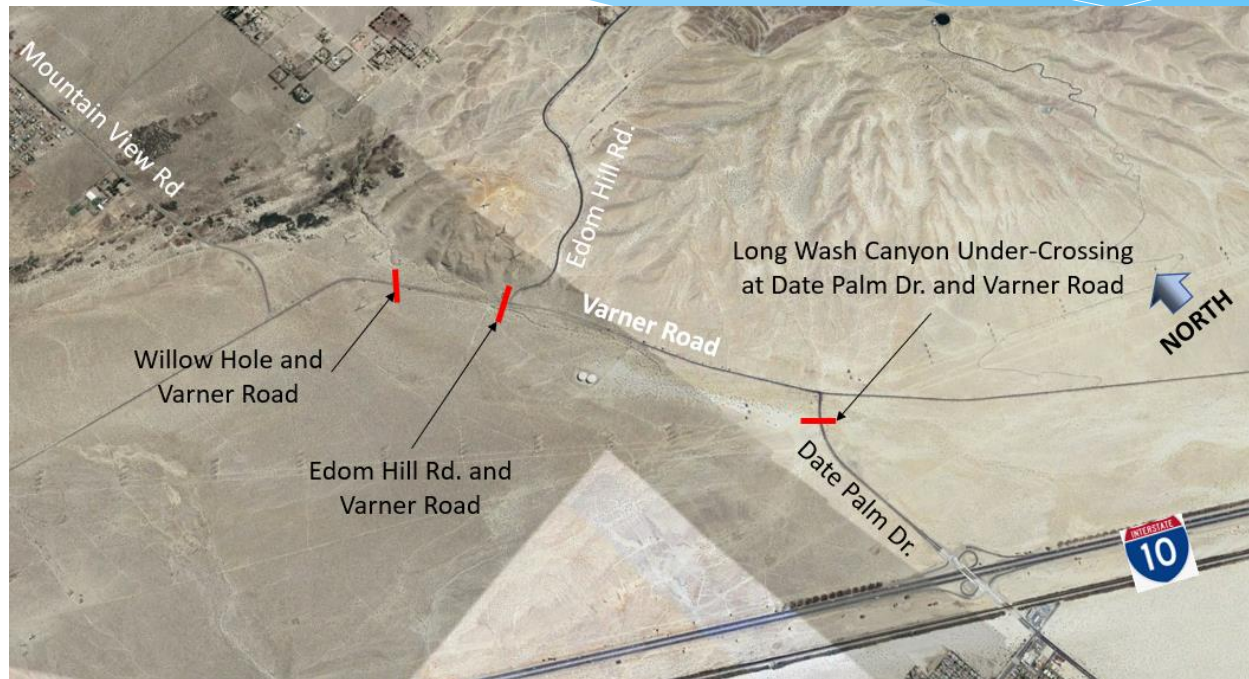 Mountain View Rd
Edom Hill Rd.
Long Wash Canyon Under-Crossing
at Date Palm Dr. and Varner Road
NORTH
Varner Road
Willow Hole and
Varner Road
Edom Hill Rd. and
Varner Road
Date Palm Dr.
INTERSTATE
10